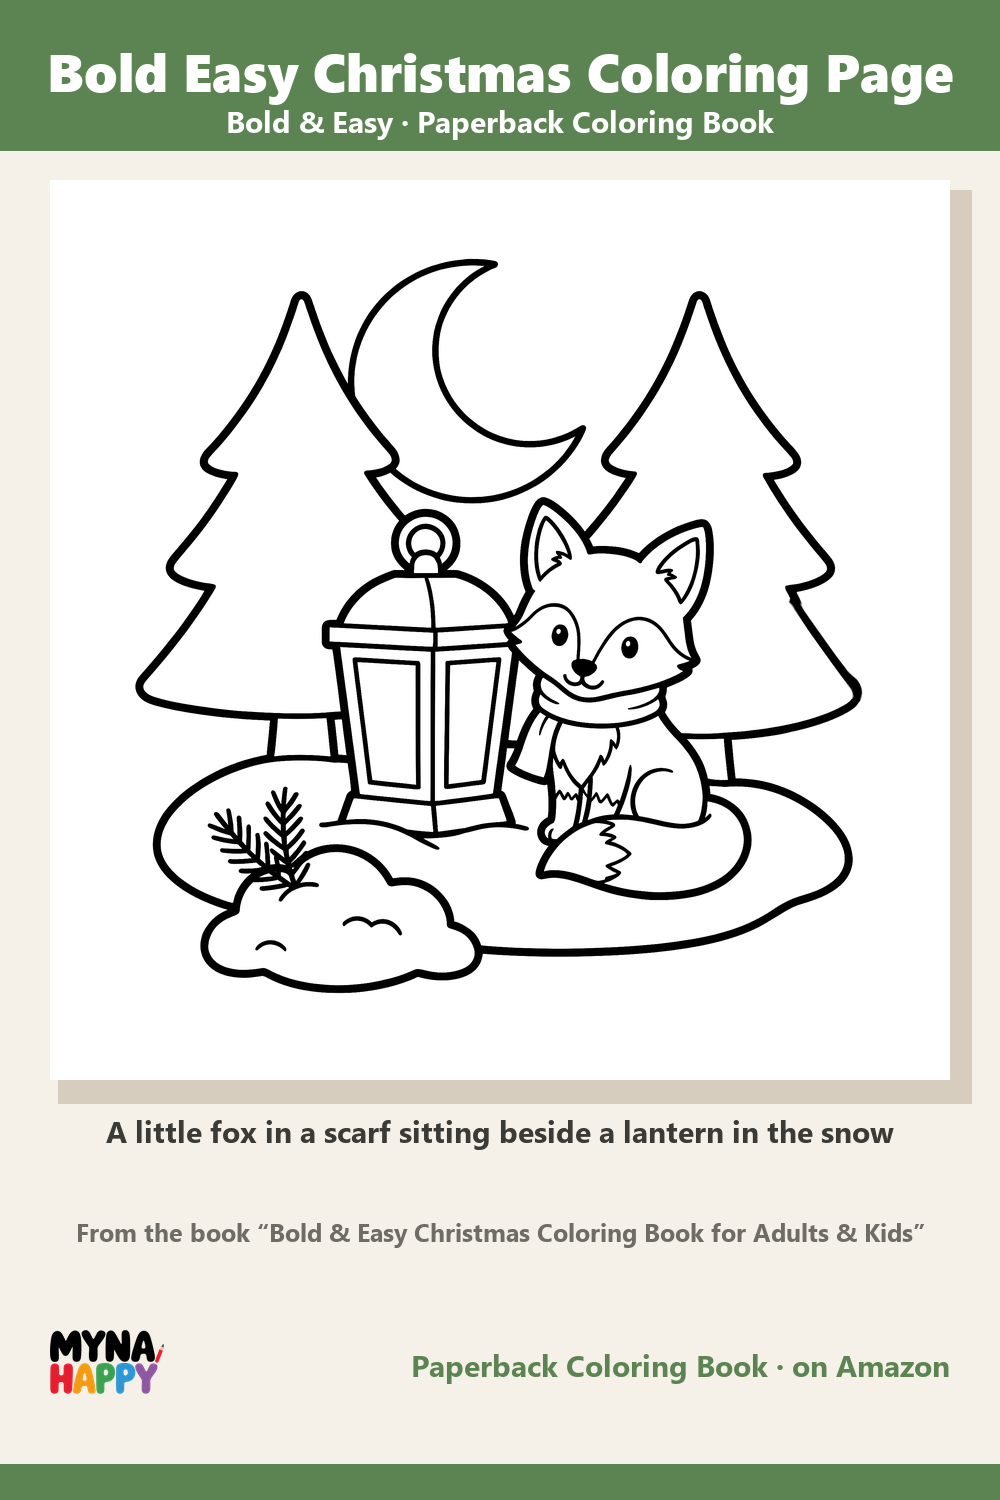 Bold Easy Christmas Coloring Page
Bold & Easy · Paperback Coloring Book
A little fox in a scarf sitting beside a lantern in the snow
From the book “Bold & Easy Christmas Coloring Book for Adults & Kids”
MYNA
HAPPY
Paperback Coloring Book · on Amazon